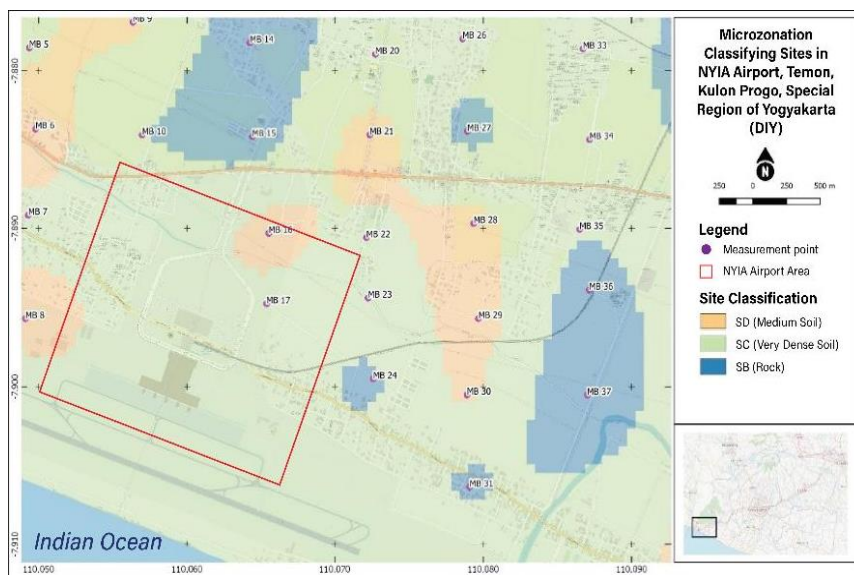 MB 9
MB 5
MB 14
MB 20
MB 26
MB 33
MB 6
MB 10
MB 15
MB 21
MB 27
MB 34
MB 7
MB 16
MB 22
MB 28
MB 35
MB 8
MB 17
MB 23
MB 29
MB 36
MB 24
MB 30
MB 37
MB 31
Indian Ocean
-7.880
-7.890
-7.900
-7.910
110.050
110.060
110.070
110.080
110.090
Microzonation
Classifying Sites in
NYIA Airport, Temon,
Kulon Progo, Special
Region of Yogyakarta
(DIY)
N
250
0
250
500 m
Legend
Measurement point
NYIA Airport Area
Site Classification
SD (Medium Soil)
SC (Very Dense Soil)
SB (Rock)